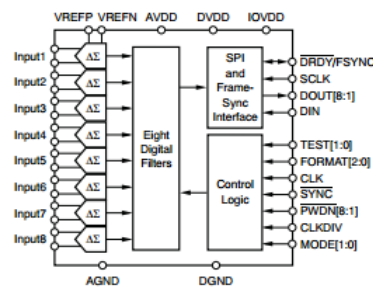 VREFP VREFN AVDD DVDD IOVDD
Input1
Input2
Input3
Input4
Input5
Input6
Input7
Input8
ΔΣ
ΔΣ
ΔΣ
ΔΣ
ΔΣ
ΔΣ
ΔΣ
ΔΣ
Eight
Digital
Filters
SPI
and
Frame-
Sync
Interface
Control
Logic
DRDY/FSYNC
SCLK
DOUT[8:1]
DIN
TEST[1:0]
FORMAT[2:0]
CLK
SYNC
PWDN[8:1]
CLKDIV
MODE[1:0]
AGND DGND